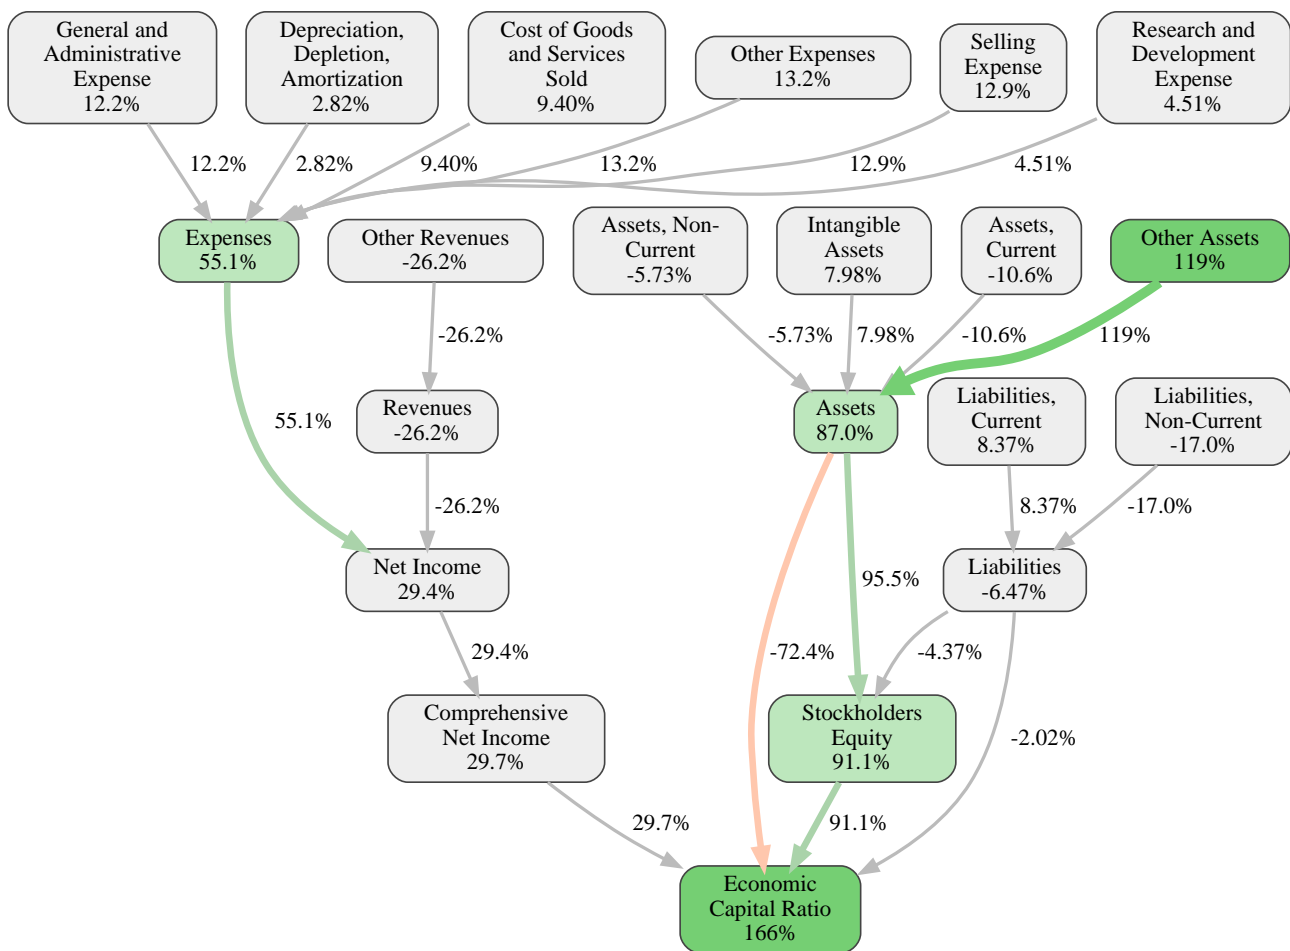 General and
Administrative
Expense
12.2%
Depreciation,
Depletion,
Amortization
2.82%
Cost of Goods
and Services
Sold
9.40%
Other Expenses
13.2%
Selling
Expense
12.9%
Research and
Development
Expense
4.51%
12.2%
2.82%
9.40%
13.2%
12.9%
4.51%
Expenses
55.1%
Other Revenues
-26.2%
Assets, Non-
Current
-5.73%
Intangible
Assets
7.98%
Assets,
Current
-10.6%
Other Assets
119%
-26.2%
-5.73%
7.98%
-10.6%
119%
55.1%
Revenues
-26.2%
Assets
87.0%
Liabilities,
Current
8.37%
Liabilities,
Non-Current
-17.0%
-26.2%
8.37%
-17.0%
Net Income
29.4%
95.5%
Liabilities
-6.47%
29.4%
-72.4%
-4.37%
Comprehensive
Net Income
29.7%
Stockholders
Equity
91.1%
-2.02%
29.7%
91.1%
Economic
Capital Ratio
166%